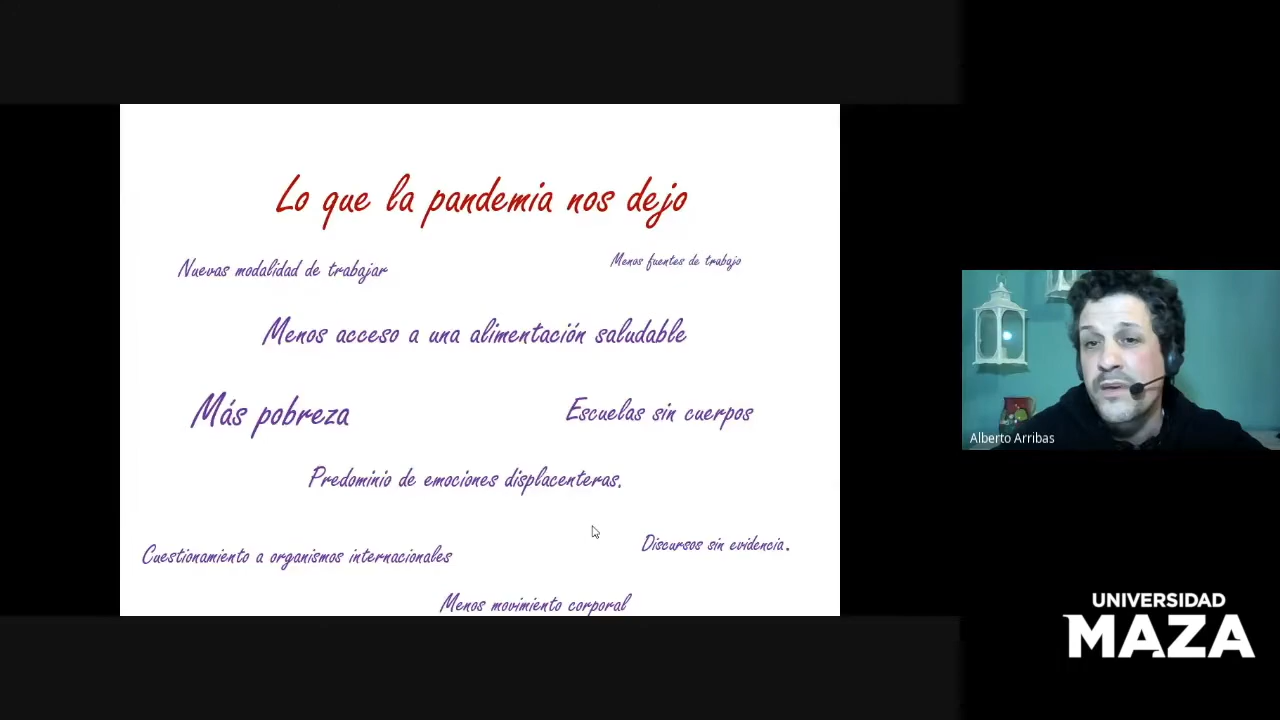 Lo que la pandemia nos dejo
Nuevas modalidad de trabajar
Menos fuentes de trabajo
Menos acceso a una alimentación saludable
Más pobreza
Escuelas sin cuerpos
Predominio de emociones displacenteras.
Cuestionamiento a organismos internacionales
Discursos sin evidencia.
Menos movimiento corporal
Alberto Arribas
UNIVERSIDAD
MAZA